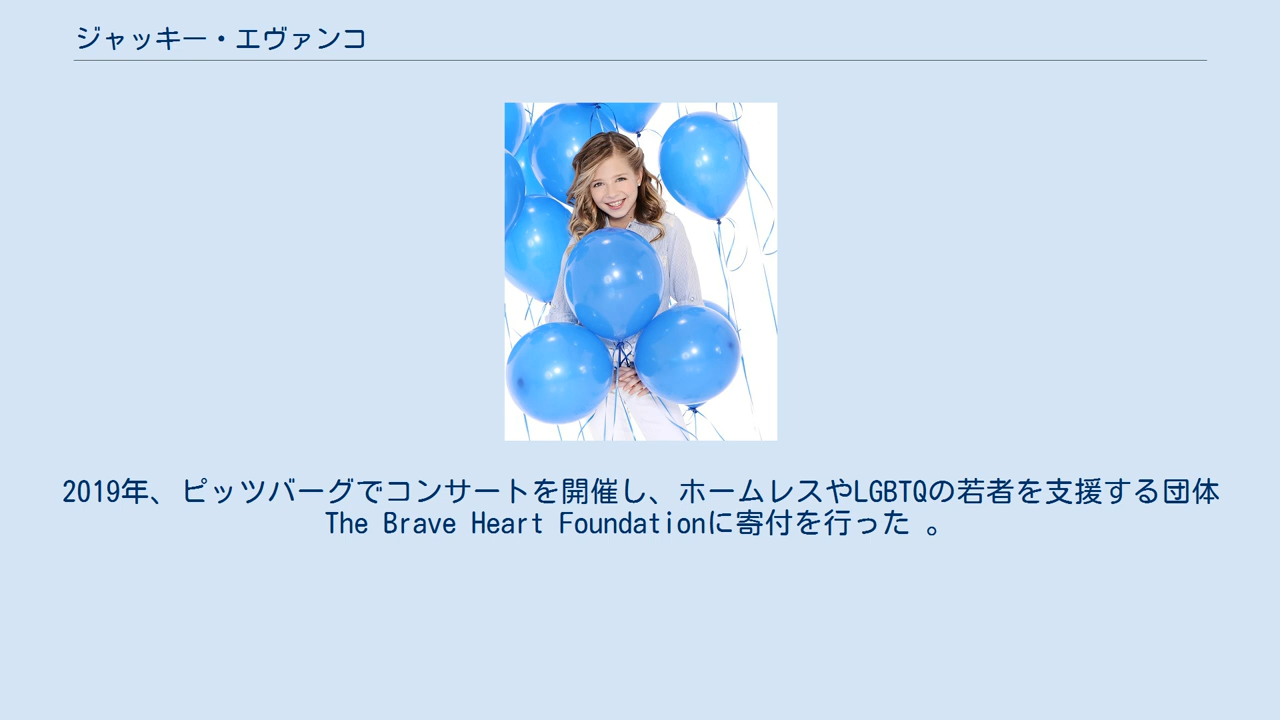 ジャッキー・エヴァンコ
2019年、ピッツバーグでコンサートを開催し、ホームレスやLGBTQの若者を支援する団体
The Brave Heart Foundationに寄付を行った 。